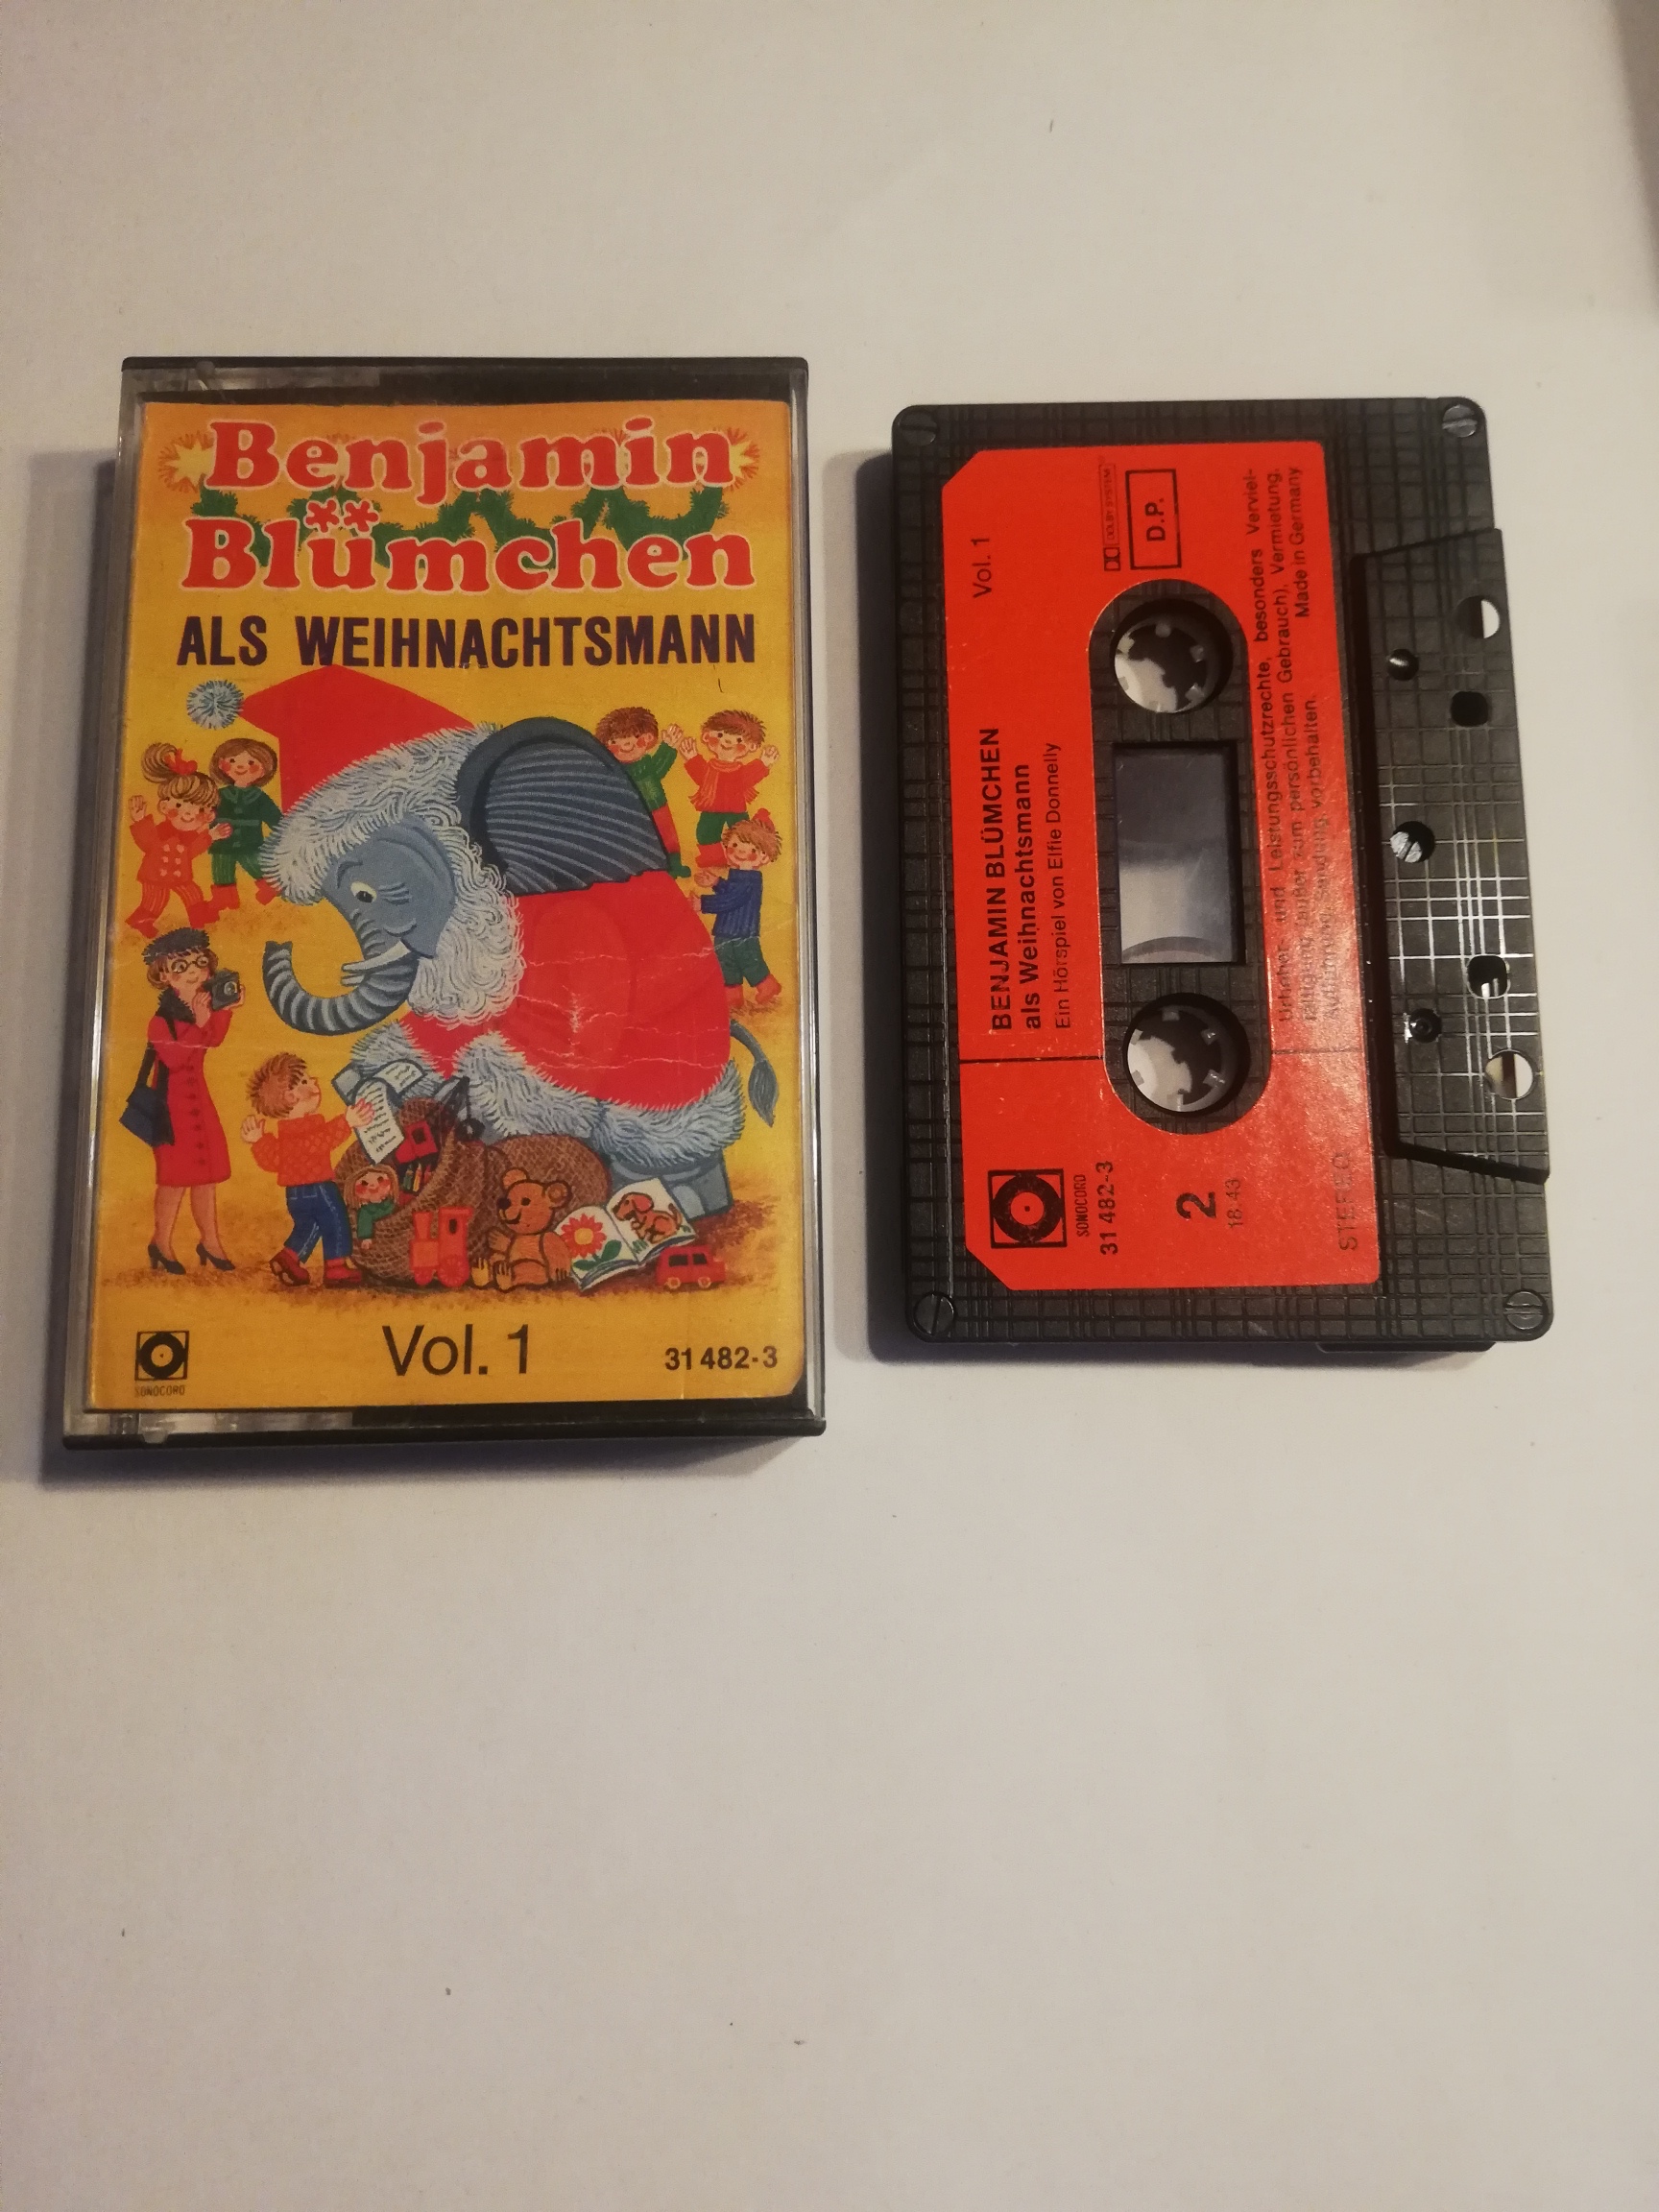 Benjamin
Blümchen
ALS WEIHNACHTSMANN
SONOCORD
Vol. 1
31 482-3
BENJAMIN BLÜMCHEN
Vol. 1
als Weihnachtsmann
Ein Hörspiel von Elfie Donnelly
SONOCORD
31 482-3
DOLBY SYSTEM
D.P.
2
18.43
Urheber- und Leistungsschutzrechte, besonders Verviel-
fältigung (außer zum persönlichen Gebrauch), Vermietung,
Aufführung, Sendung, vorbehalten.
Made in Germany
STEREO